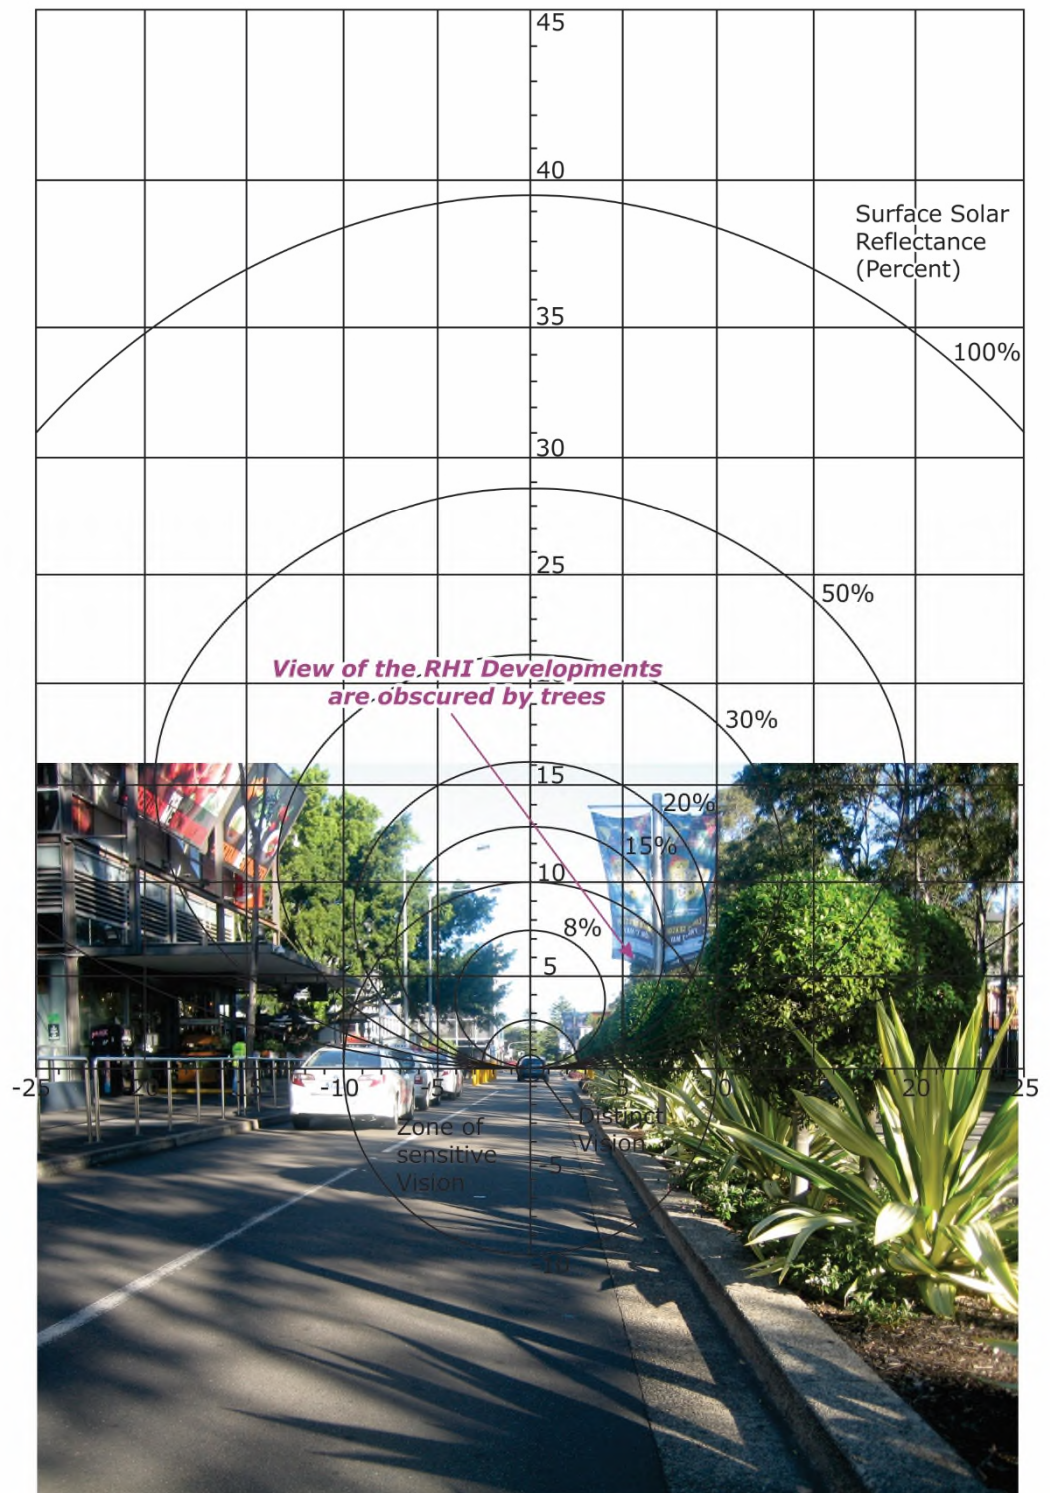 45
40
Surface Solar
Reflectance
(Percent)
35
100%
30
25
50%
View of the RHI Developments
are obscured by trees
30%
15
20%
15%
10
8%
5
-25
-10
-5
5
10
20
25
Zone of
sensitive
Vision
Distinct
Vision
-5
-10